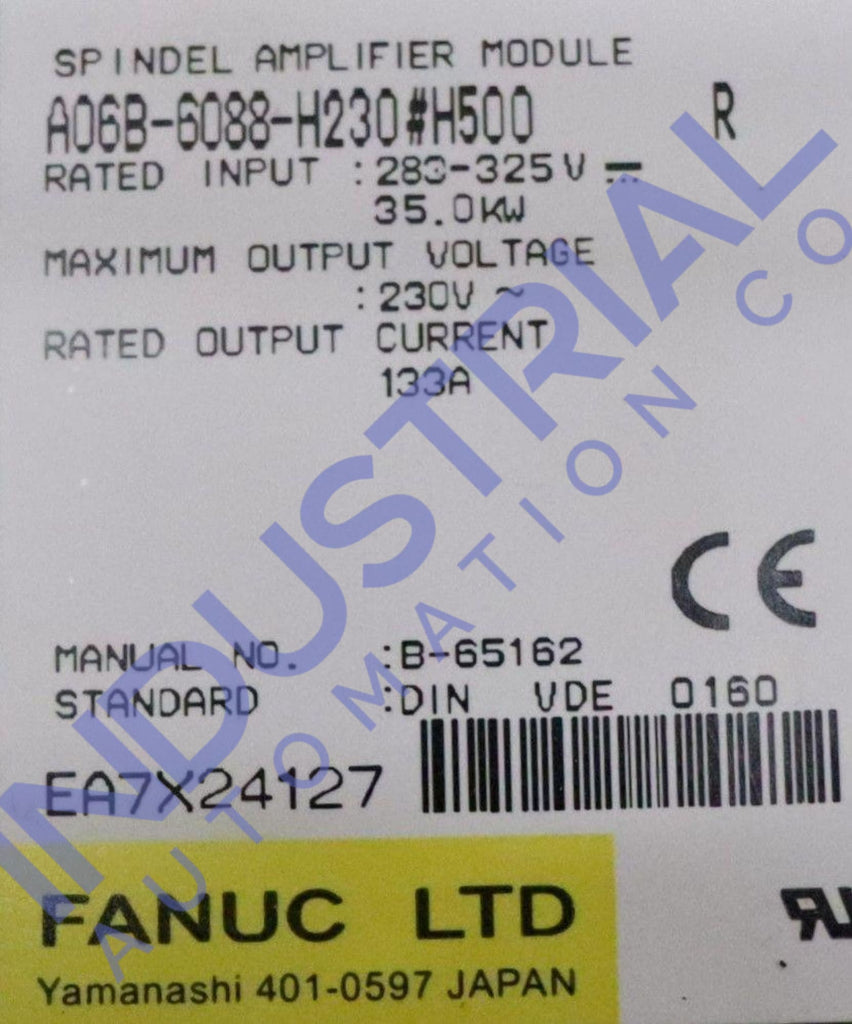 SPINDEL AMPLIFIER MODULE
A06B-6088-H230#H500 R
RATED INPUT : 283-325V
35.0KW
MAXIMUM OUTPUT VOLTAGE
: 230V ~
RATED OUTPUT CURRENT
133A
CE
MANUAL NO. :B-65162
STANDARD :DIN VDE 0160
EA7X24127
FANUC LTD
Yamanashi 401-0597 JAPAN
INDUSTRIAL
AUTOMATION CO